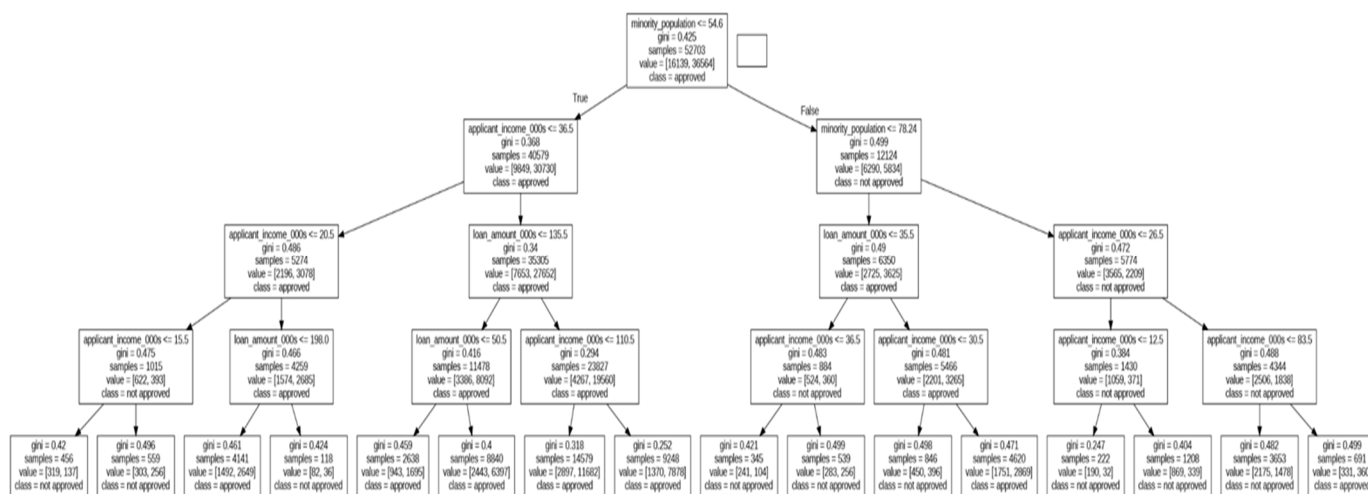 minority_population <= 54.6
gini = 0.425
samples = 52703
value = [16139, 36564]
class = approved
True
False
applicant_income_000s <= 36.5
gini = 0.368
samples = 40579
value = [9849, 30730]
class = approved
minority_population <= 78.24
gini = 0.499
samples = 12124
value = [6290, 5834]
class = not approved
applicant_income_000s <= 20.5
gini = 0.486
samples = 5274
value = [2196, 3078]
class = approved
loan_amount_000s <= 135.5
gini = 0.34
samples = 35305
value = [7653, 27652]
class = approved
loan_amount_000s <= 35.5
gini = 0.49
samples = 6350
value = [2725, 3625]
class = approved
applicant_income_000s <= 26.5
gini = 0.472
samples = 5774
value = [3565, 2209]
class = not approved
applicant_income_000s <= 15.5
gini = 0.475
samples = 1015
value = [622, 393]
class = not approved
loan_amount_000s <= 198.0
gini = 0.466
samples = 4259
value = [1574, 2685]
class = approved
loan_amount_000s <= 50.5
gini = 0.416
samples = 11478
value = [3386, 8092]
class = approved
applicant_income_000s <= 110.5
gini = 0.294
samples = 23827
value = [4267, 19560]
class = approved
applicant_income_000s <= 36.5
gini = 0.483
samples = 884
value = [524, 360]
class = not approved
applicant_income_000s <= 30.5
gini = 0.481
samples = 5466
value = [2201, 3265]
class = approved
applicant_income_000s <= 12.5
gini = 0.384
samples = 1430
value = [1059, 371]
class = not approved
applicant_income_000s <= 83.5
gini = 0.488
samples = 4344
value = [2506, 1838]
class = not approved
gini = 0.42
samples = 456
value = [319, 137]
class = not approved
gini = 0.496
samples = 559
value = [303, 256]
class = not approved
gini = 0.461
samples = 4141
value = [1492, 2649]
class = approved
gini = 0.424
samples = 118
value = [82, 36]
class = not approved
gini = 0.459
samples = 2638
value = [943, 1695]
class = approved
gini = 0.4
samples = 8840
value = [2443, 6397]
class = approved
gini = 0.318
samples = 14579
value = [2897, 11682]
class = approved
gini = 0.252
samples = 9248
value = [1370, 7878]
class = approved
gini = 0.421
samples = 345
value = [241, 104]
class = not approved
gini = 0.499
samples = 539
value = [283, 256]
class = not approved
gini = 0.498
samples = 846
value = [450, 396]
class = not approved
gini = 0.471
samples = 4620
value = [1751, 2869]
class = approved
gini = 0.247
samples = 222
value = [190, 32]
class = not approved
gini = 0.404
samples = 1208
value = [869, 339]
class = not approved
gini = 0.482
samples = 3653
value = [2175, 1478]
class = not approved
gini = 0.499
samples = 691
value = [331,
class =